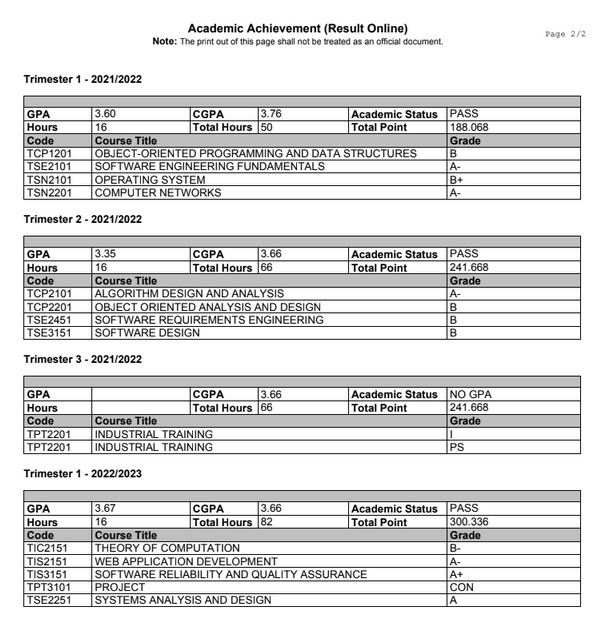 Academic Achievement (Result Online)
Page 2/2
Note: The print out of this page shall not be treated as an official document.
Trimester 1 - 2021/2022
GPA 3.60 CGPA 3.76 Academic Status PASS
Hours 16 Total Hours 50 Total Point 188.068
Code Course Title Grade
TCP1201 OBJECT-ORIENTED PROGRAMMING AND DATA STRUCTURES B
TSE2101 SOFTWARE ENGINEERING FUNDAMENTALS A-
TSN2101 OPERATING SYSTEM B+
TSN2201 COMPUTER NETWORKS A-
Trimester 2 - 2021/2022
GPA 3.35 CGPA 3.66 Academic Status PASS
Hours 16 Total Hours 66 Total Point 241.668
Code Course Title Grade
TCP2101 ALGORITHM DESIGN AND ANALYSIS A-
TCP2201 OBJECT ORIENTED ANALYSIS AND DESIGN B
TSE2451 SOFTWARE REQUIREMENTS ENGINEERING B
TSE3151 SOFTWARE DESIGN B
Trimester 3 - 2021/2022
GPA CGPA 3.66 Academic Status NO GPA
Hours Total Hours 66 Total Point 241.668
Code Course Title Grade
TPT2201 INDUSTRIAL TRAINING I
TPT2201 INDUSTRIAL TRAINING PS
Trimester 1 - 2022/2023
GPA 3.67 CGPA 3.66 Academic Status PASS
Hours 16 Total Hours 82 Total Point 300.336
Code Course Title Grade
TIC2151 THEORY OF COMPUTATION B-
TIS2151 WEB APPLICATION DEVELOPMENT A-
TIS3151 SOFTWARE RELIABILITY AND QUALITY ASSURANCE A+
TPT3101 PROJECT CON
TSE2251 SYSTEMS ANALYSIS AND DESIGN A